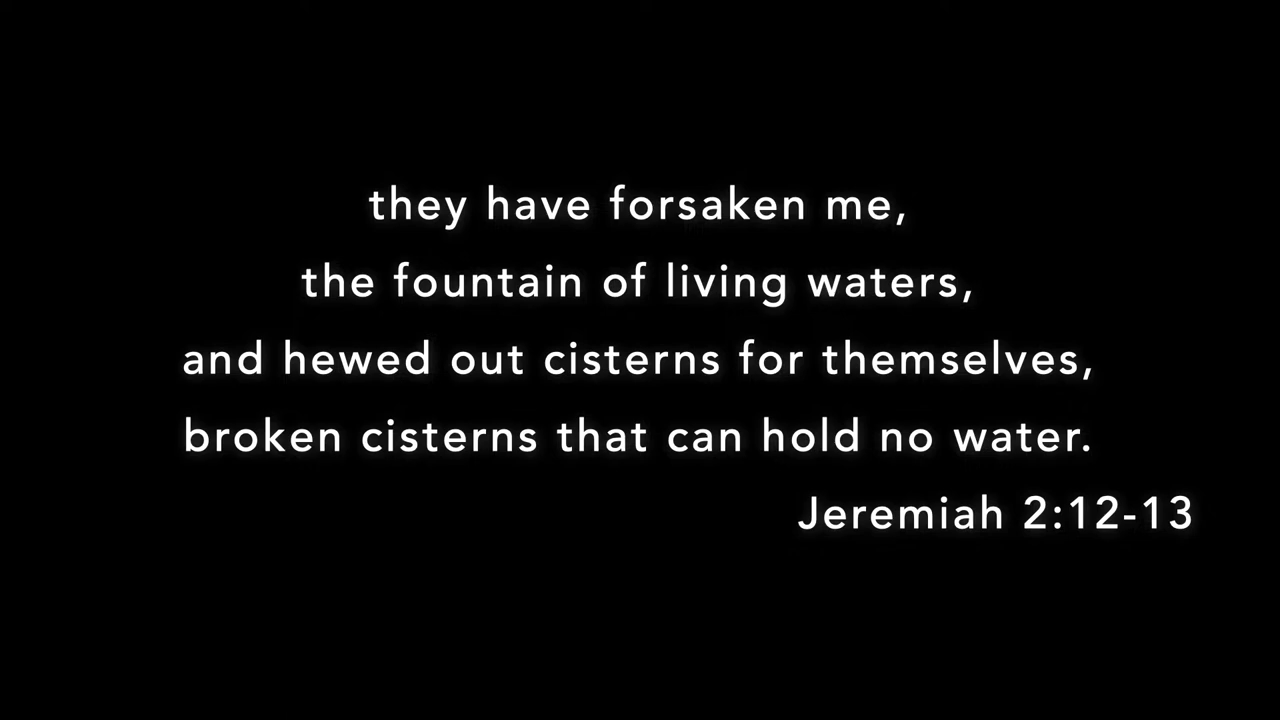 they have forsaken me,
the fountain of living waters,
and hewed out cisterns for themselves,
broken cisterns that can hold no water.
Jeremiah 2:12-13